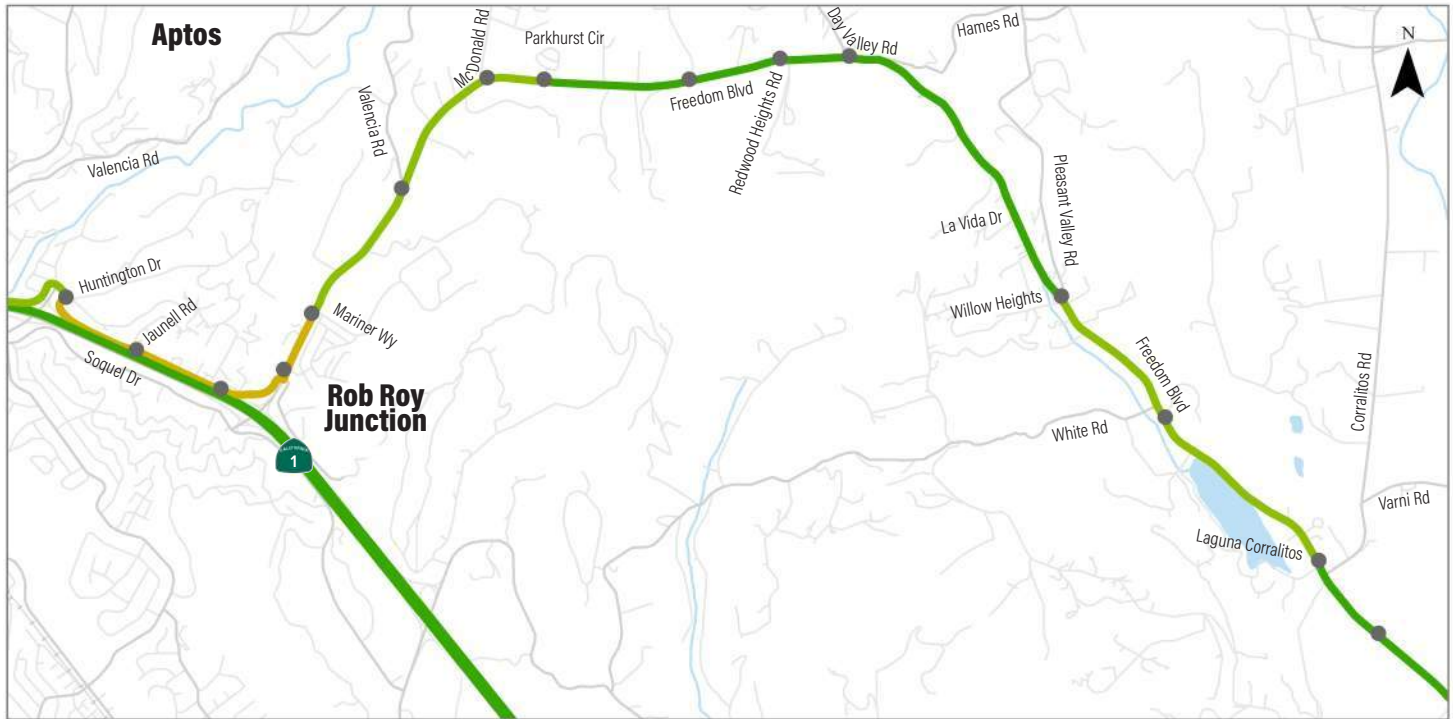 Aptos
McDonald Rd
Parkhurst Cir
Day Valley Rd
Hames Rd
N
Valencia Rd
Valencia Rd
Freedom Blvd
Redwood Heights Rd
Pleasant Valley Rd
La Vida Dr
Huntington Dr
Jaunell Rd
Mariner Wy
Willow Heights
Soquel Dr
Rob Roy
Junction
Freedom Blvd
Corralitos Rd
White Rd
CALIFORNIA
1
Varni Rd
Laguna Corralitos